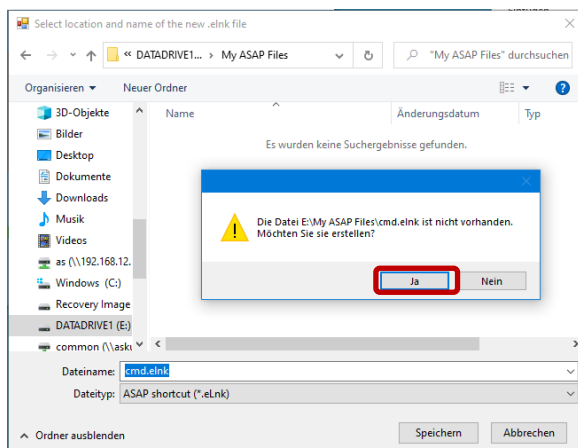 Select location and name of the new .elnk file
« DATADRIVE1... › My ASAP Files
"My ASAP Files" durchsuchen
Organisieren
Neuer Ordner
Name
Änderungsdatum
Typ
3D-Objekte
Bilder
Desktop
Dokumente
Downloads
Musik
Videos
as (\\192.168.12.
Windows (C:)
Recovery Image
DATADRIVE1 (E:)
common (\\ask
Es wurden keine Suchergebnisse gefunden.
Die Datei E:\My ASAP Files\cmd.elnk ist nicht vorhanden.
Möchten Sie sie erstellen?
Ja
Nein
Dateiname: cmd.elnk
Dateityp: ASAP shortcut (*.eLnk)
Ordner ausblenden
Speichern
Abbrechen